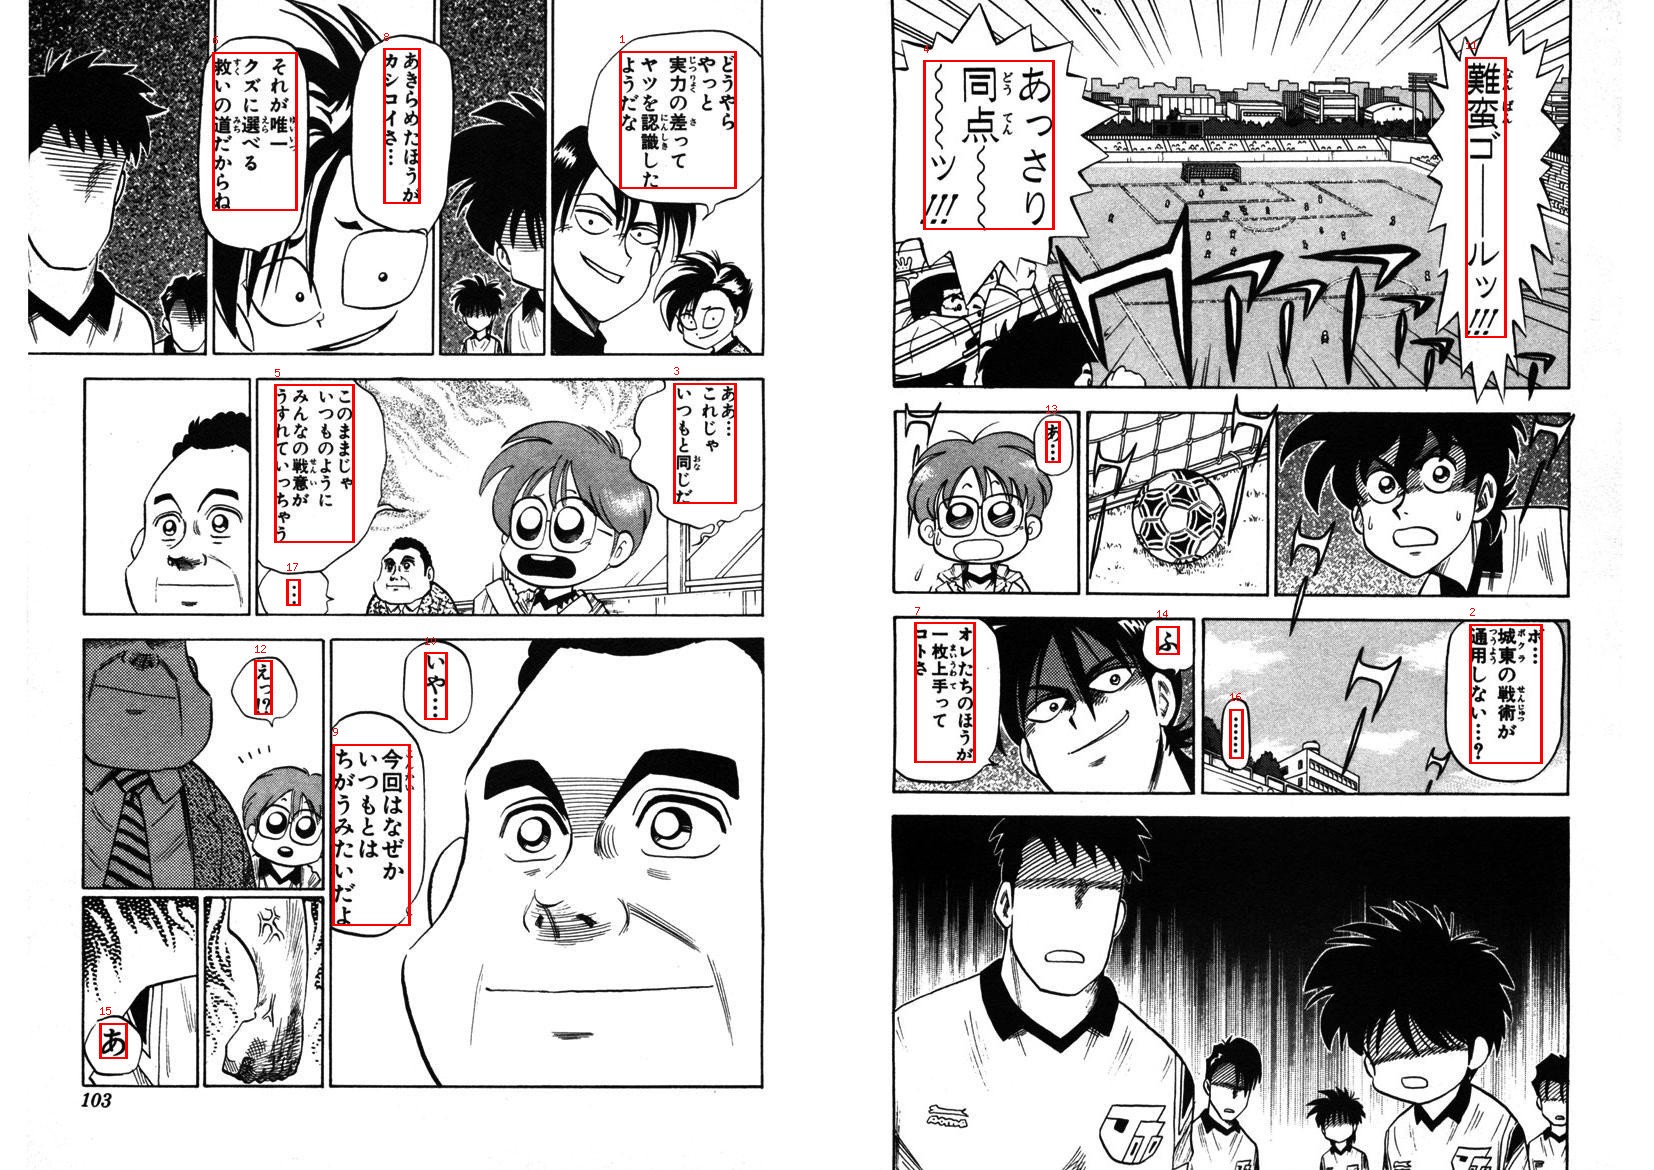 難蛮ゴールッ!!!
あっさり
同点
～～ッ!!!
あ…
ボ…
城東の戦術が
通用しない…?
……
ふ
オレたちのほうが
一枚上手って
コトさ
どうやら
やっと
実力の差って
ヤツを認識した
ようだな
あきらめたほうが
カシコイさ…
それが唯一
クズに選べる
救いの道だからね
ああ…
これじゃ
いつもと同じだ
このままじゃ
いつものように
みんなの戦意が
うすれていっちゃう
…
いや…
今回はなぜか
いつもとは
ちがうみたいだよ
えっ!?
あ
103